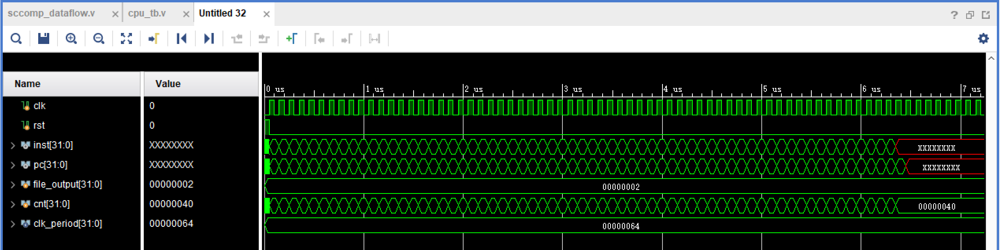 sccomp_dataflow.v × cpu_tb.v × Untitled 32 ×
Name Value
0 us 1 us 2 us 3 us 4 us 5 us 6 us 7 us
clk 0
rst 0
inst[31:0] XXXXXXXX XXXXXXXX
pc[31:0] XXXXXXXX XXXXXXXX
file_output[31:0] 00000002 00000002
cnt[31:0] 00000040 00000040
clk_period[31:0] 00000064 00000064